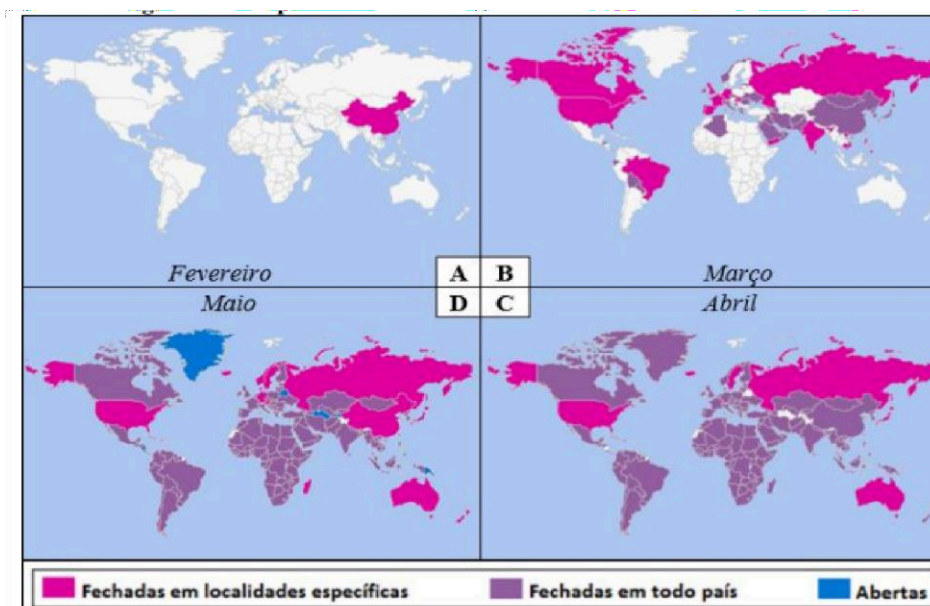 Fevereiro
A B
Março
Maio
D C
Abril
Fechadas em localidades específicas
Fechadas em todo país
Abertas